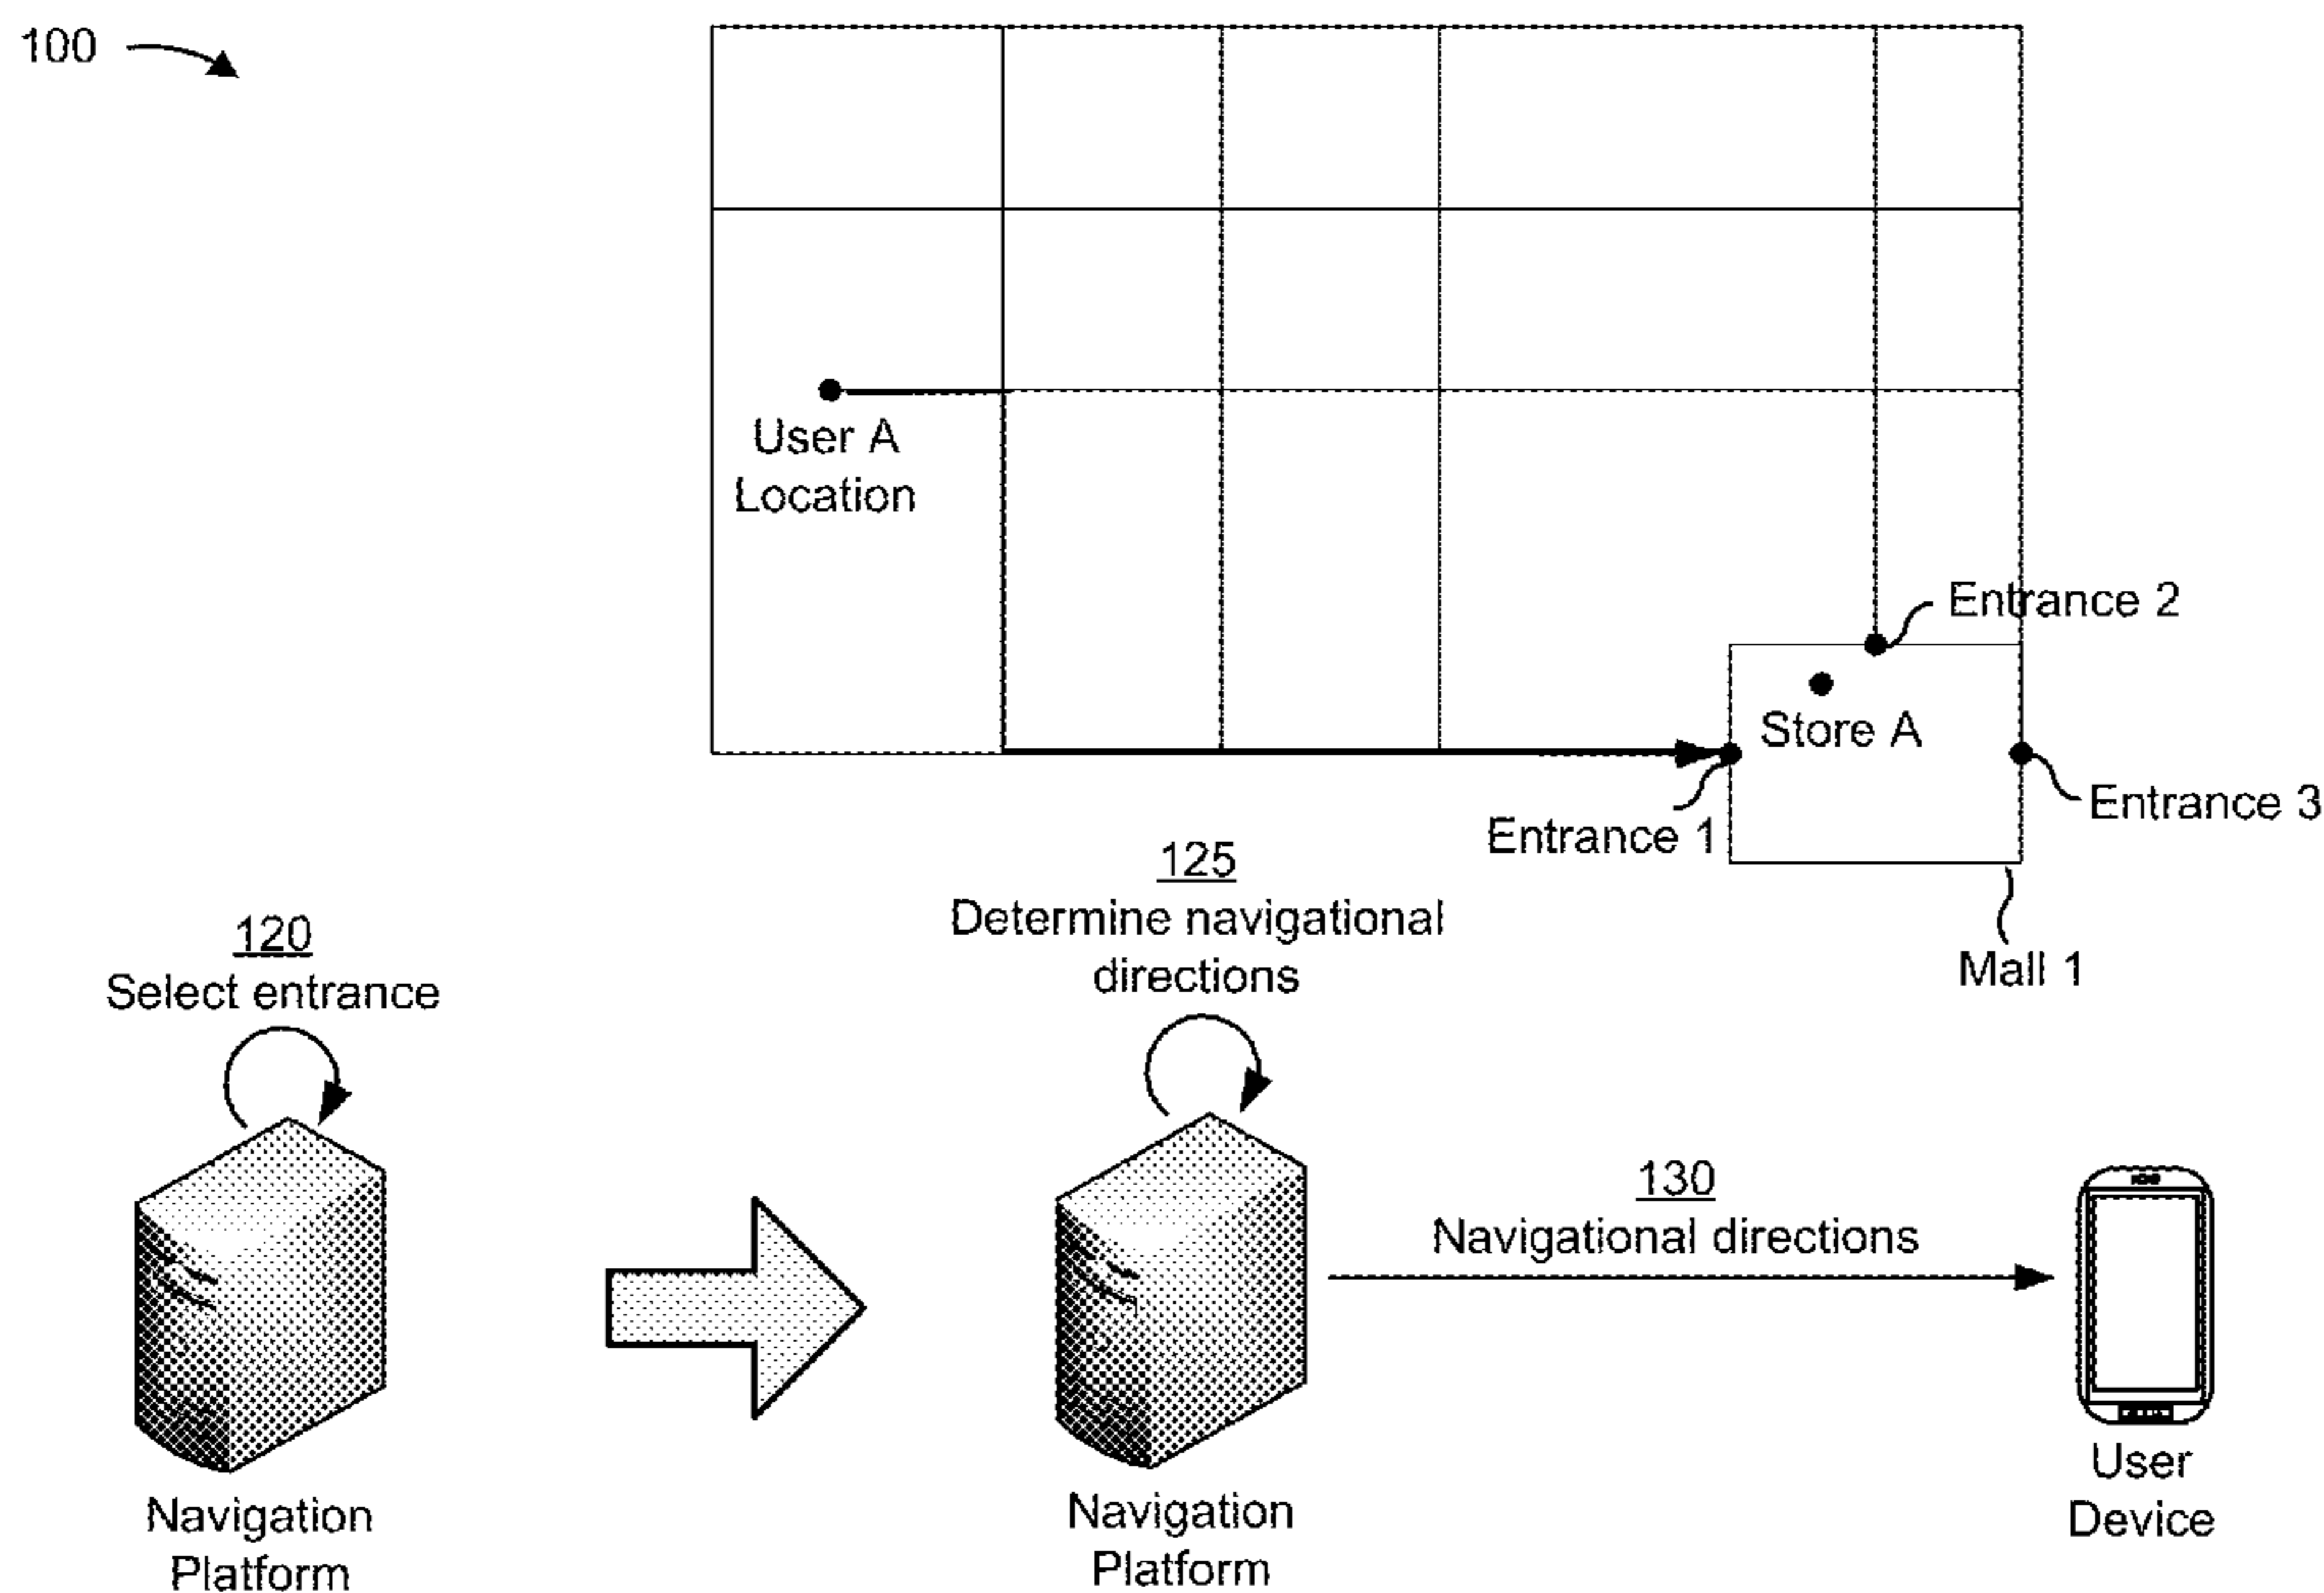 100
User A
Location
Entrance 2
Store A
Entrance 3
Entrance 1
Mall 1
120
Select entrance
125
Determine navigational
directions
130
Navigational directions
Navigation
Platform
Navigation
Platform
User
Device